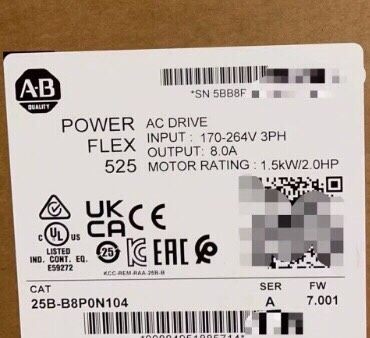 A-B
QUALITY
*SN 5BB8F
POWER FLEX 525
AC DRIVE
INPUT : 170-264V 3PH
OUTPUT: 8.0A
MOTOR RATING : 1.5kW/2.0HP
UL
LISTED
IND. CONT. EQ.
E59272
UK
CA
CE
25
EAC
KCC-REM-RAA-25B-B
CAT
25B-B8P0N104
SER
A
FW
7.001